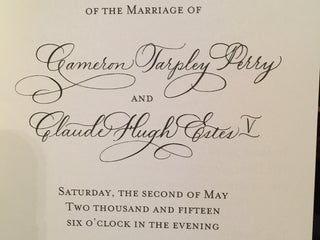 OF THE MARRIAGE OF
Cameron Tarpley Perry
AND
Claude Hugh Estes V
SATURDAY, THE SECOND OF MAY
TWO THOUSAND AND FIFTEEN
SIX O'CLOCK IN THE EVENING